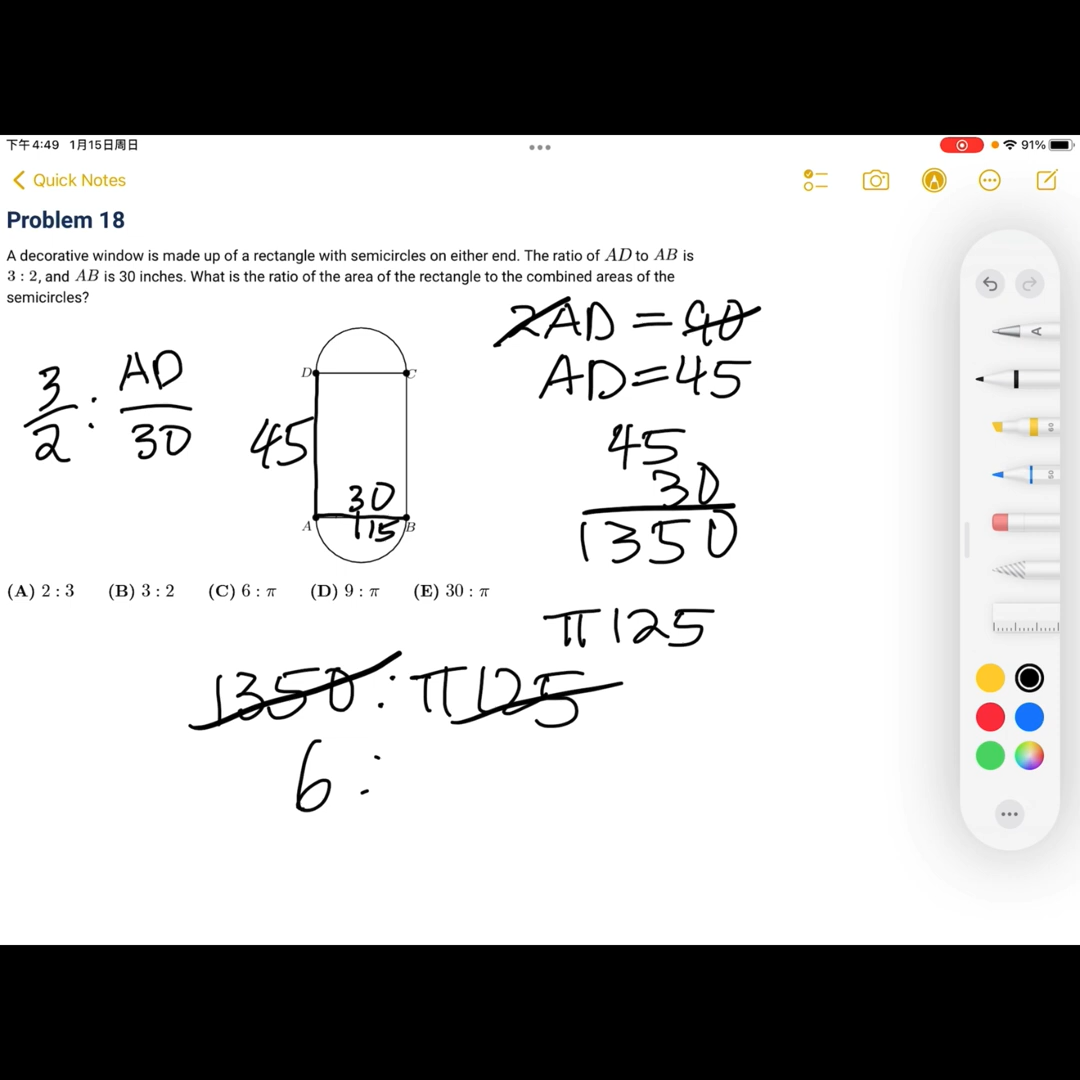 下午4:49 1月15日周日
91%
Quick Notes
Problem 18
A decorative window is made up of a rectangle with semicircles on either end. The ratio of AD to AB is
3 : 2, and AB is 30 inches. What is the ratio of the area of the rectangle to the combined areas of the
semicircles?
2AD = 90
AD=45
3/2 : AD/30
D
C
45
30
A
15
B
45
30
1350
(A) 2 : 3 (B) 3 : 2 (C) 6 : π (D) 9 : π (E) 30 : π
π125
1350 : π125
6 :
A
60
50